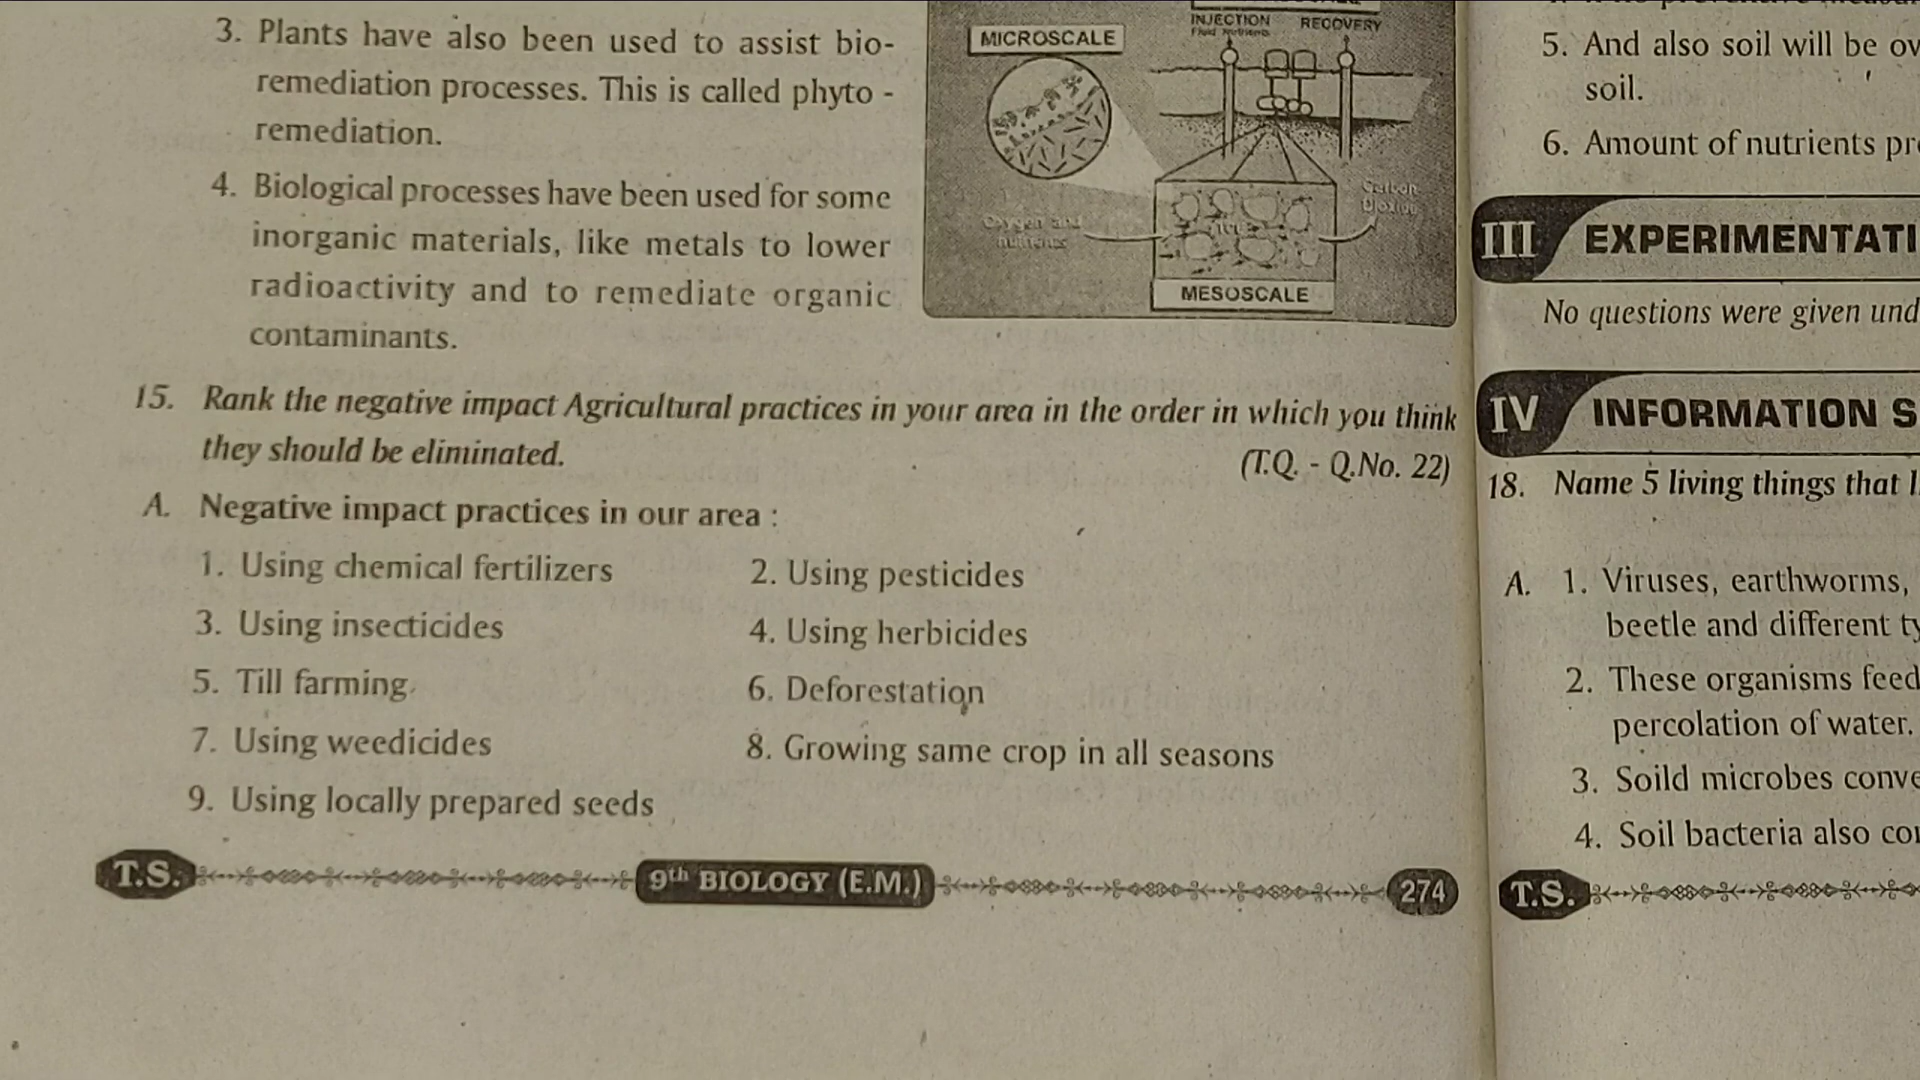 3. Plants have also been used to assist bio-
remediation processes. This is called phyto -
remediation.
4. Biological processes have been used for some
inorganic materials, like metals to lower
radioactivity and to remediate organic
contaminants.
INJECTION
Fluid Nutrients
RECOVERY
MICROSCALE
Oxygen and
nutrients
Carbon
Dioxide
MESOSCALE
15. Rank the negative impact Agricultural practices in your area in the order in which you think
they should be eliminated. (T.Q. - Q.No. 22)
A. Negative impact practices in our area :
1. Using chemical fertilizers 2. Using pesticides
3. Using insecticides 4. Using herbicides
5. Till farming 6. Deforestation
7. Using weedicides 8. Growing same crop in all seasons
9. Using locally prepared seeds
T.S. 9th BIOLOGY (E.M.) 274
5. And also soil will be ov
soil.
6. Amount of nutrients pr
III EXPERIMENTATI
No questions were given und
IV INFORMATION S
18. Name 5 living things that l
A. 1. Viruses, earthworms,
beetle and different ty
2. These organisms feed
percolation of water.
3. Soild microbes conve
4. Soil bacteria also co
T.S.